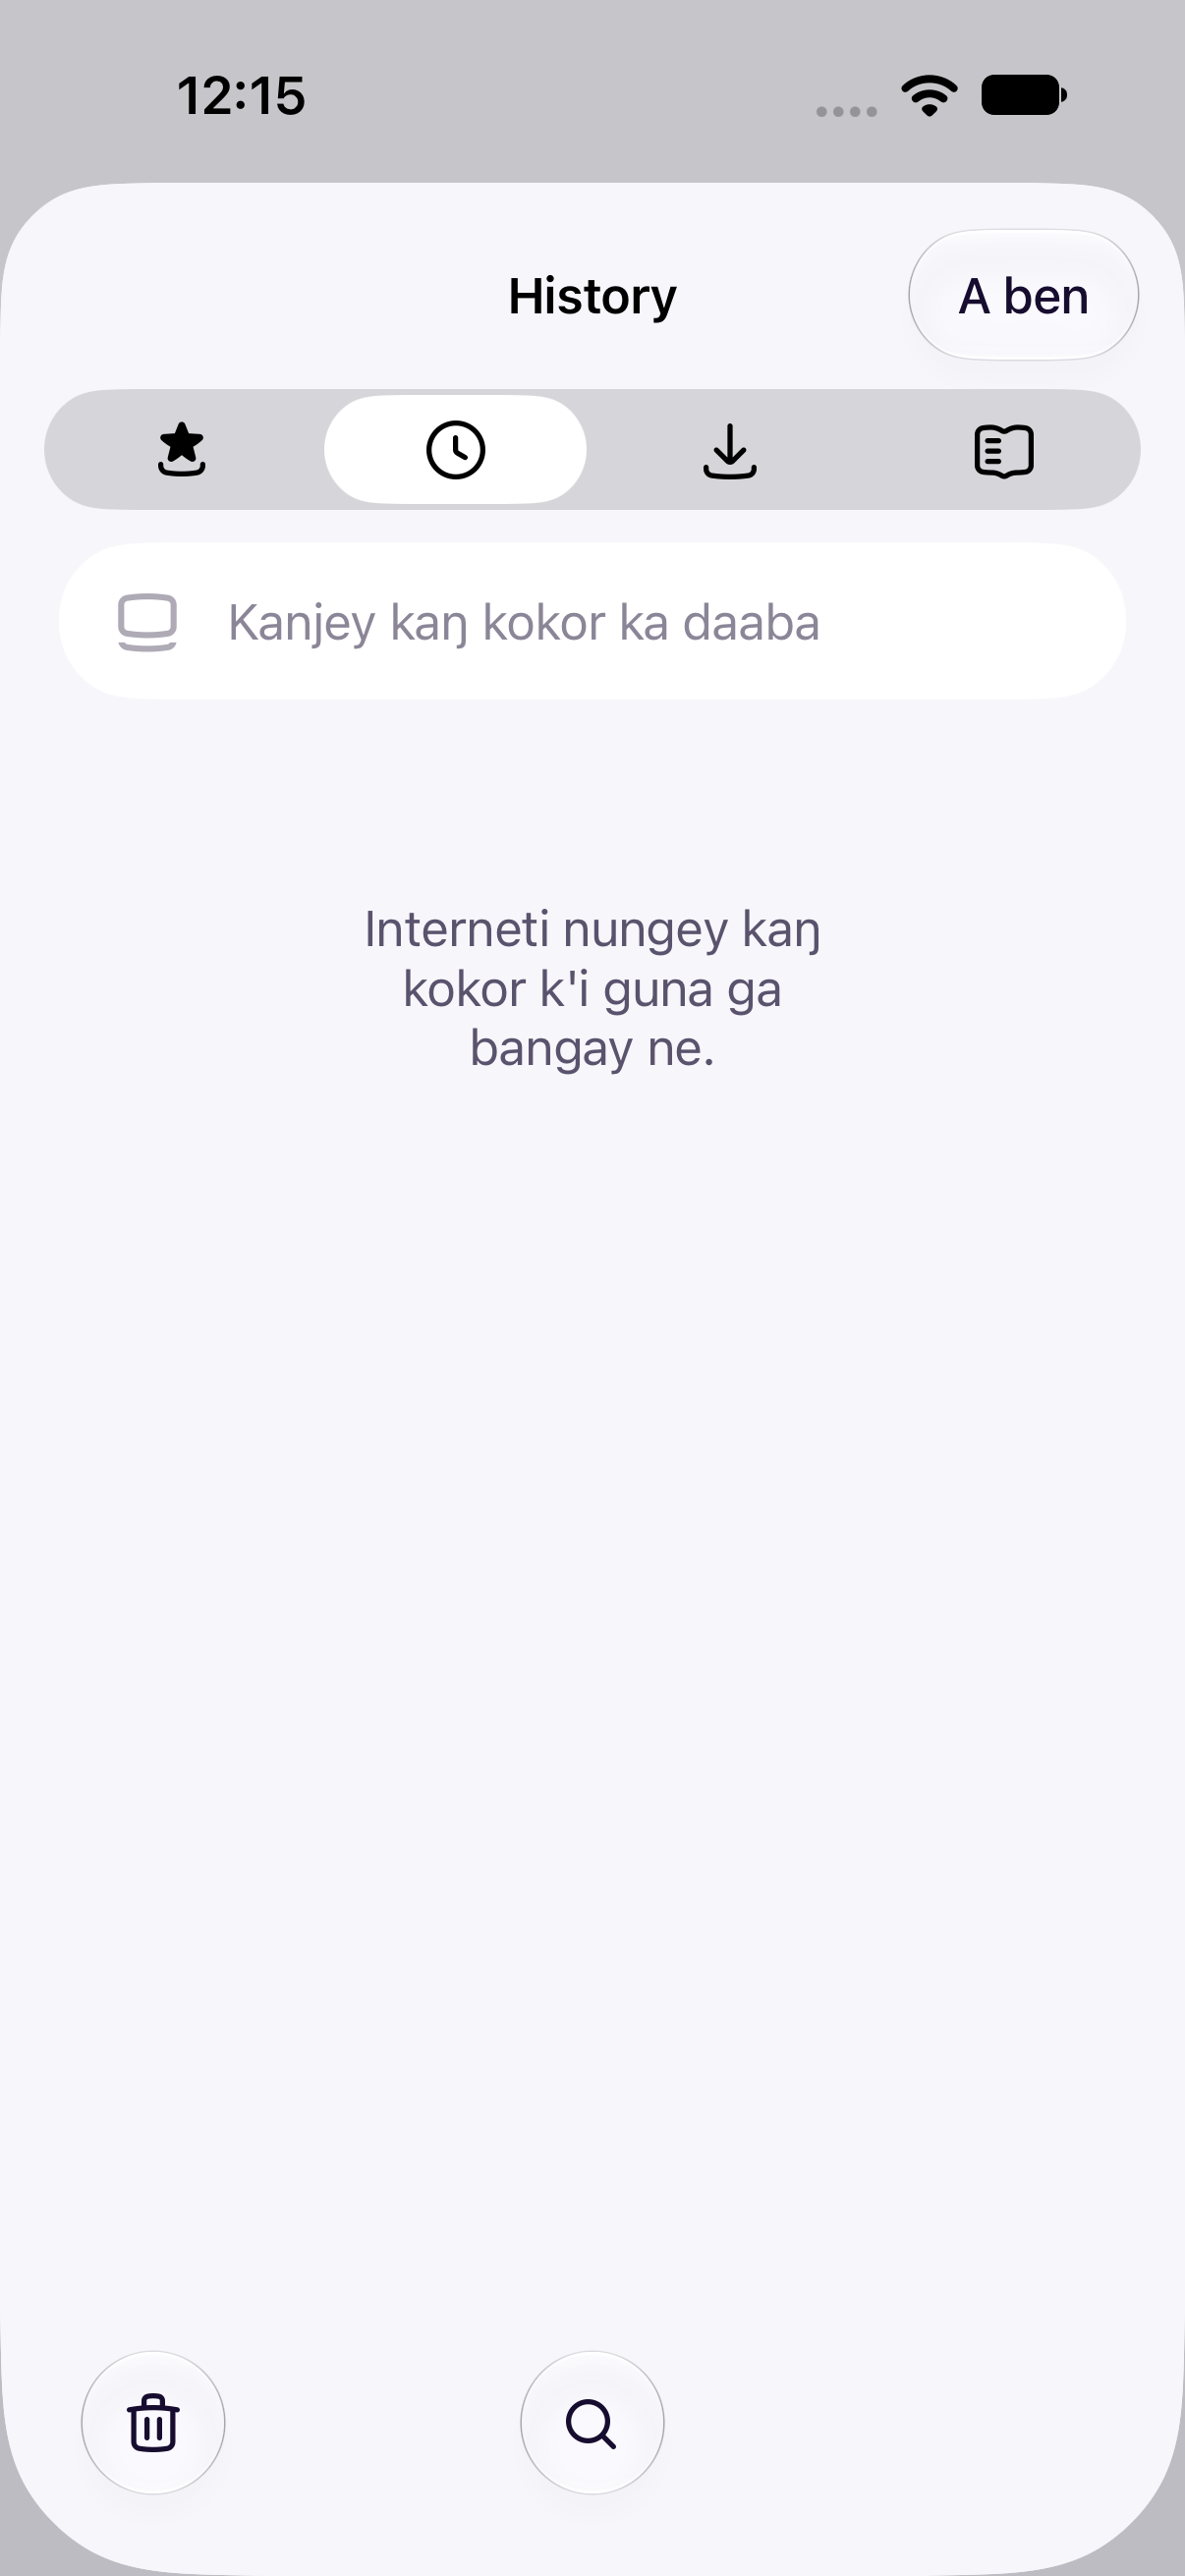 12:15
History
A ben
Kanjey kaŋ kokor ka daaba
Interneti nungey kaŋ
kokor k'i guna ga
bangay ne.